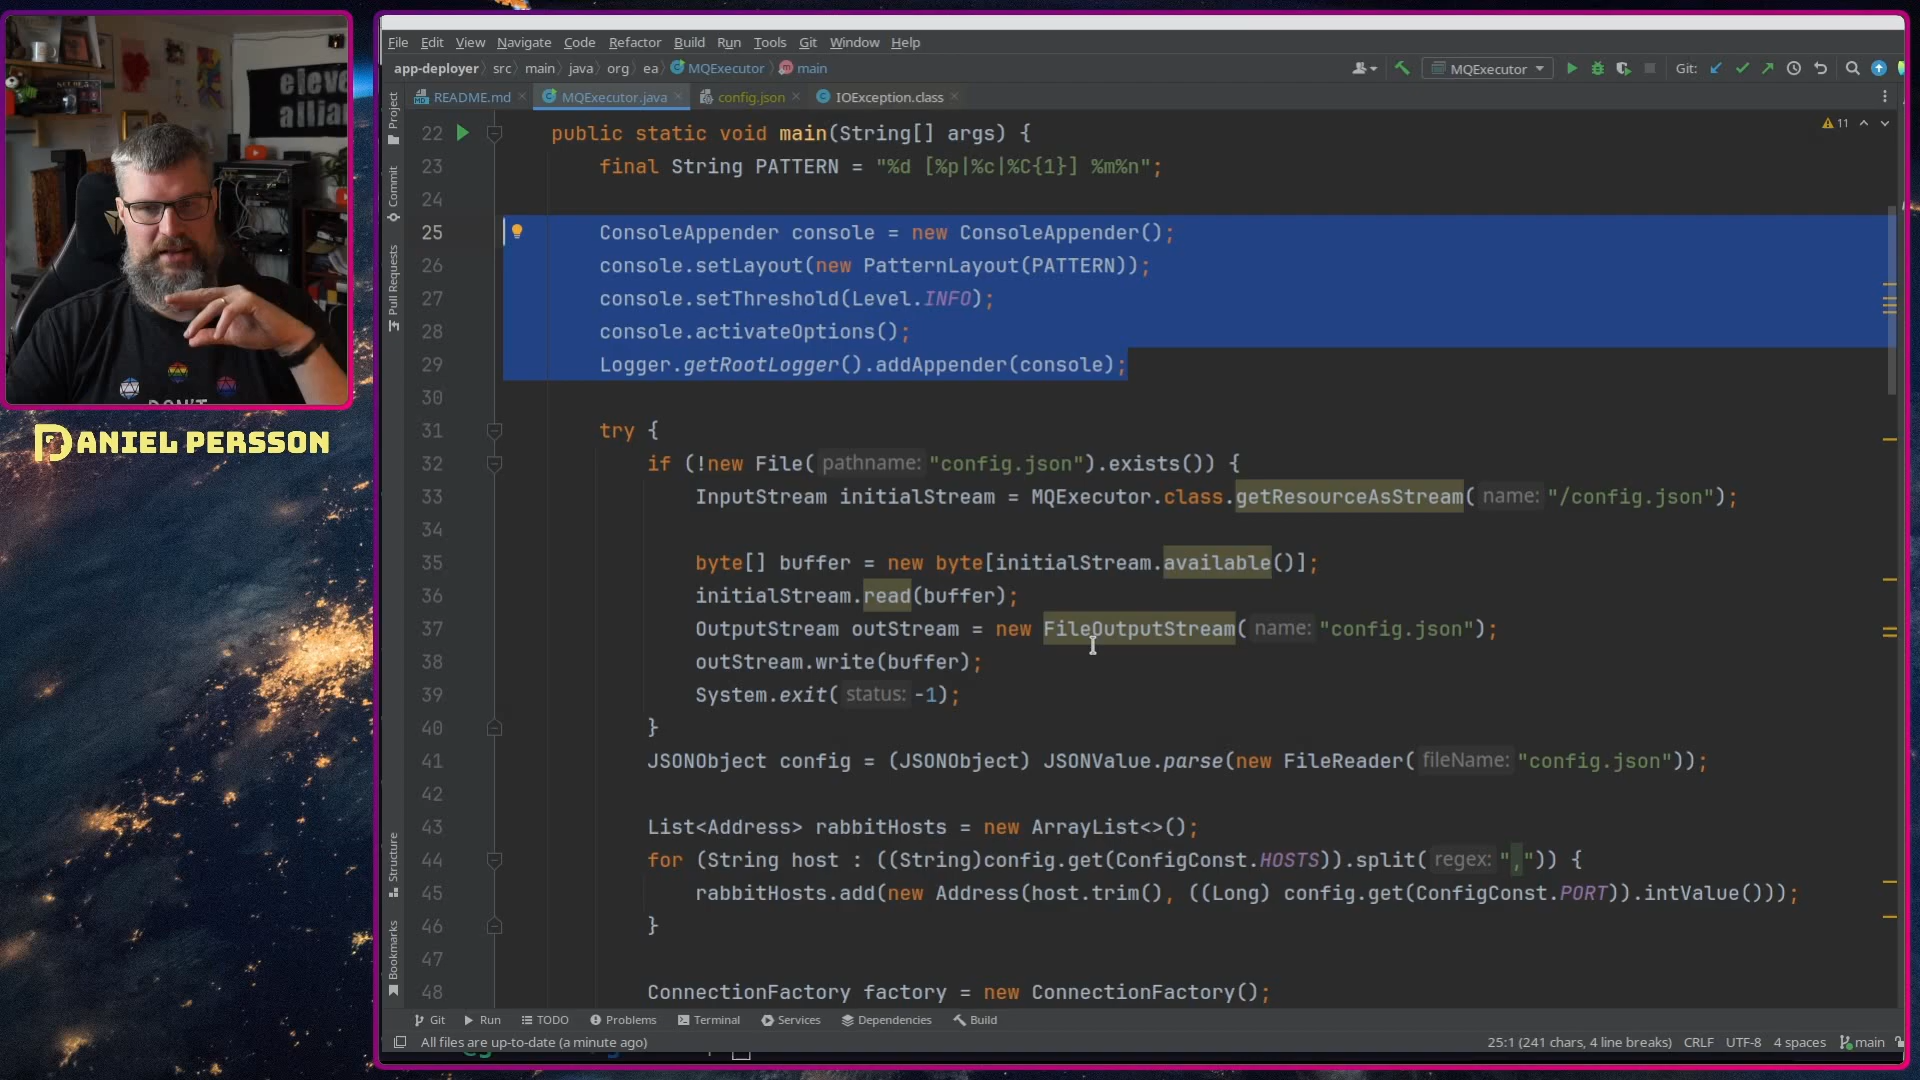 eleve
allian
DON'T
DANIEL PERSSON
File Edit View Navigate Code Refactor Build Run Tools Git Window Help
app-deployer src main java org ea MQExecutor main
MQExecutor Git:
README.md MQExecutor.java config.json IOException.class
11
Project
Commit
Pull Requests
Structure
Bookmarks
22 public static void main(String[] args) {
23 final String PATTERN = "%d [%p|%c|%C{1}] %m%n";
24
25 ConsoleAppender console = new ConsoleAppender();
26 console.setLayout(new PatternLayout(PATTERN));
27 console.setThreshold(Level.INFO);
28 console.activateOptions();
29 Logger.getRootLogger().addAppender(console);
30
31 try {
32 if (!new File( pathname: "config.json").exists()) {
33 InputStream initialStream = MQExecutor.class.getResourceAsStream( name: "/config.json");
34
35 byte[] buffer = new byte[initialStream.available()];
36 initialStream.read(buffer);
37 OutputStream outStream = new FileOutputStream( name: "config.json");
38 outStream.write(buffer);
39 System.exit( status: -1);
40 }
41 JSONObject config = (JSONObject) JSONValue.parse(new FileReader( fileName: "config.json"));
42
43 List<Address> rabbitHosts = new ArrayList<>();
44 for (String host : ((String)config.get(ConfigConst.HOSTS)).split( regex: ",")) {
45 rabbitHosts.add(new Address(host.trim(), ((Long) config.get(ConfigConst.PORT)).intValue()));
46 }
47
48 ConnectionFactory factory = new ConnectionFactory();
Git Run TODO Problems Terminal Services Dependencies Build
All files are up-to-date (a minute ago) 25:1 (241 chars, 4 line breaks) CRLF UTF-8 4 spaces main